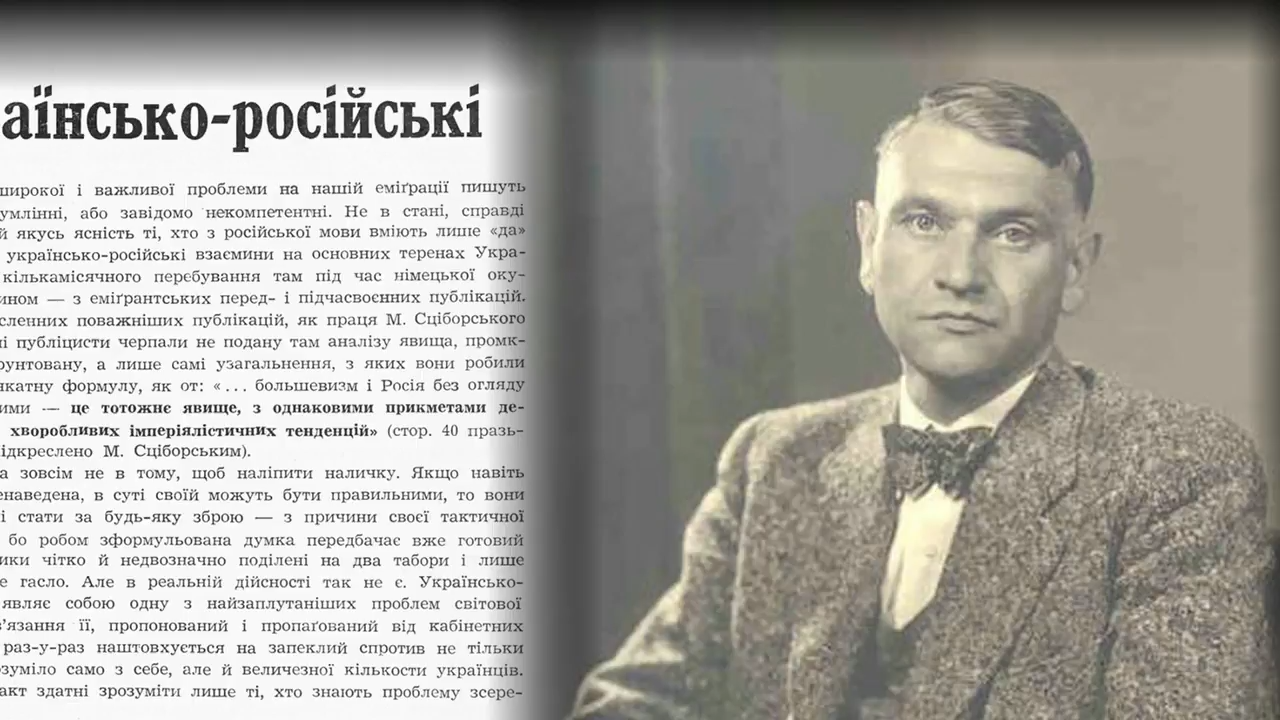 аїнсько-російські
широкої і важливої проблеми на нашій еміґрації пишуть
умлінні, або завідомо некомпетентні. Не в стані, справді
й якусь ясність ті, хто з російської мови вміють лише «да»
українсько-російські взаємини на основних теренах Укра-
кількамісячного перебування там під час німецької оку-
ином — з еміґрантських перед- і підчасвоєнних публікацій.
сленних поважніших публікацій, як праця М. Сціборського
і публіцисти черпали не подану там аналізу явища, промк-
рунтовану, а лише самі узагальнення, з яких вони робили
нкатну формулу, як от: «... большевизм і Росія без огляду
ими — це тотожнє явище, з однаковими прикметами де-
хворобливих імперіялістичних тенденцій» (стор. 40 празь-
ідкреслено М. Сціборським).
а зовсім не в тому, щоб наліпити наличку. Якщо навіть
енаведена, в суті своїй можуть бути правильними, то вони
і стати за будь-яку зброю — з причини своєї тактичної
бо робом зформульована думка передбачає вже готовий
ики чітко й недвозначно поділені на два табори і лише
е гасло. Але в реальній дійсності так не є. Українсько-
являє собою одну з найзаплутаніших проблем світової
в'язання її, пропонований і пропаґований від кабінетних
раз-у-раз наштовхується на запеклий спротив не тільки
озуміло само з себе, але й величезної кількости українців.
акт здатні зрозуміти лише ті, хто знають проблему зсере-